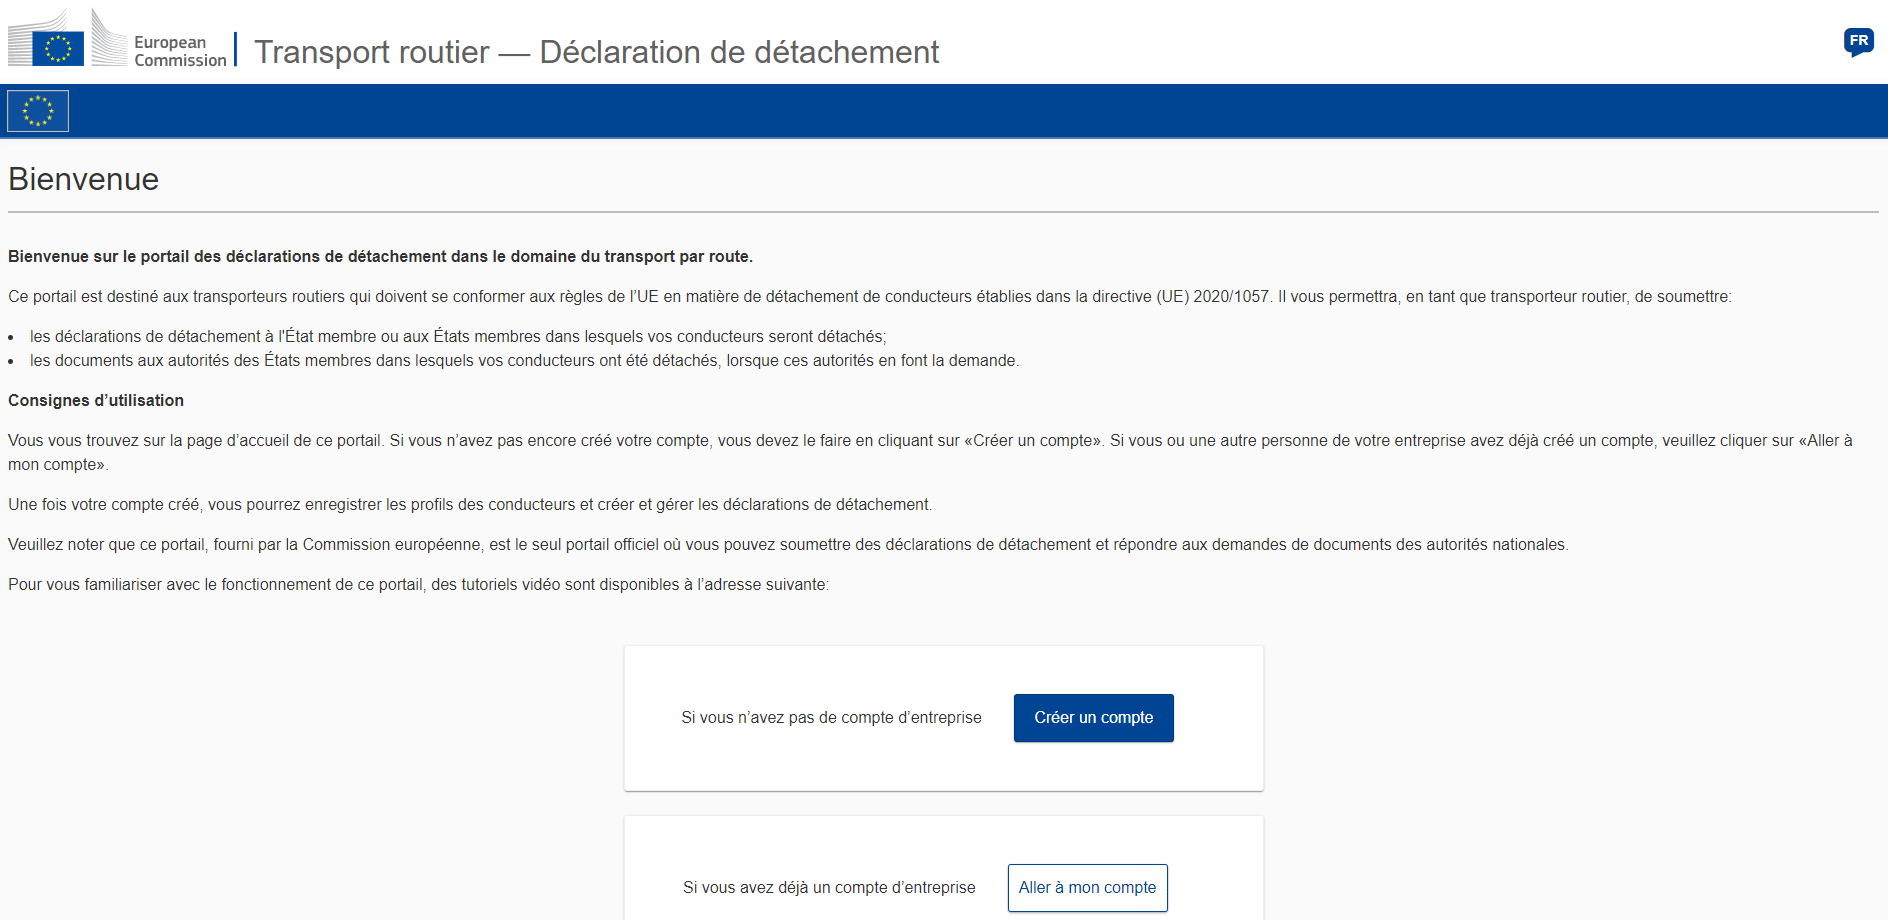 European
Commission
Transport routier — Déclaration de détachement
FR
Bienvenue
Bienvenue sur le portail des déclarations de détachement dans le domaine du transport par route.
Ce portail est destiné aux transporteurs routiers qui doivent se conformer aux règles de l’UE en matière de détachement de conducteurs établies dans la directive (UE) 2020/1057. Il vous permettra, en tant que transporteur routier, de soumettre:
• les déclarations de détachement à l'État membre ou aux États membres dans lesquels vos conducteurs seront détachés;
• les documents aux autorités des États membres dans lesquels vos conducteurs ont été détachés, lorsque ces autorités en font la demande.
Consignes d’utilisation
Vous vous trouvez sur la page d’accueil de ce portail. Si vous n’avez pas encore créé votre compte, vous devez le faire en cliquant sur «Créer un compte». Si vous ou une autre personne de votre entreprise avez déjà créé un compte, veuillez cliquer sur «Aller à
mon compte».
Une fois votre compte créé, vous pourrez enregistrer les profils des conducteurs et créer et gérer les déclarations de détachement.
Veuillez noter que ce portail, fourni par la Commission européenne, est le seul portail officiel où vous pouvez soumettre des déclarations de détachement et répondre aux demandes de documents des autorités nationales.
Pour vous familiariser avec le fonctionnement de ce portail, des tutoriels vidéo sont disponibles à l’adresse suivante:
Si vous n’avez pas de compte d’entreprise
Créer un compte
Si vous avez déjà un compte d’entreprise
Aller à mon compte